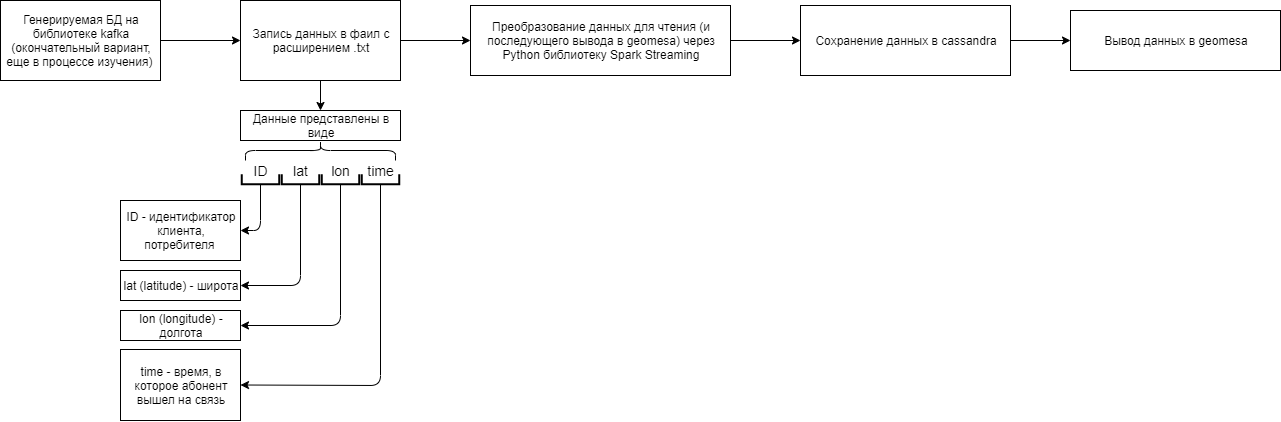 Генерируемая БД на
библиотеке kafka
(окончательный вариант,
еще в процессе изучения)
Запись данных в фаил с
расширением .txt
Преобразование данных для чтения (и
последующего вывода в geomesa) через
Python библиотеку Spark Streaming
Сохранение данных в cassandra
Вывод данных в geomesa
Данные представлены в
виде
ID
lat
lon
time
ID - идентификатор
клиента,
потребителя
lat (latitude) - широта
lon (longitude) -
долгота
time - время, в
которое абонент
вышел на связь